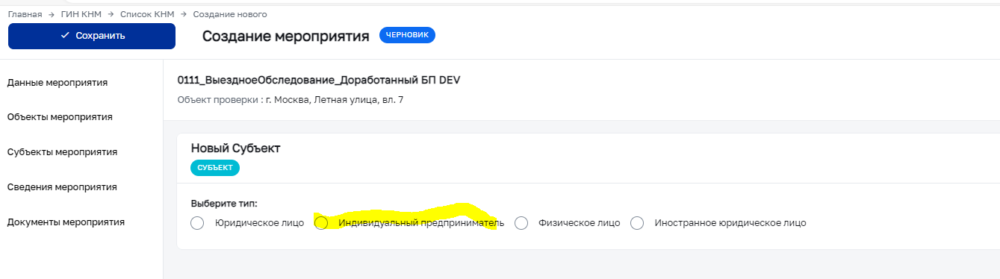 Главная → ГИН КНМ → Список КНМ → Создание нового
Сохранить
Создание мероприятия ЧЕРНОВИК
Данные мероприятия
Объекты мероприятия
Субъекты мероприятия
Сведения мероприятия
Документы мероприятия
0111_ВыездноеОбследование_Доработанный БП DEV
Объект проверки : г. Москва, Летная улица, вл. 7
Новый Субъект
СУБЪЕКТ
Выберите тип:
Юридическое лицо Индивидуальный предприниматель Физическое лицо Иностранное юридическое лицо